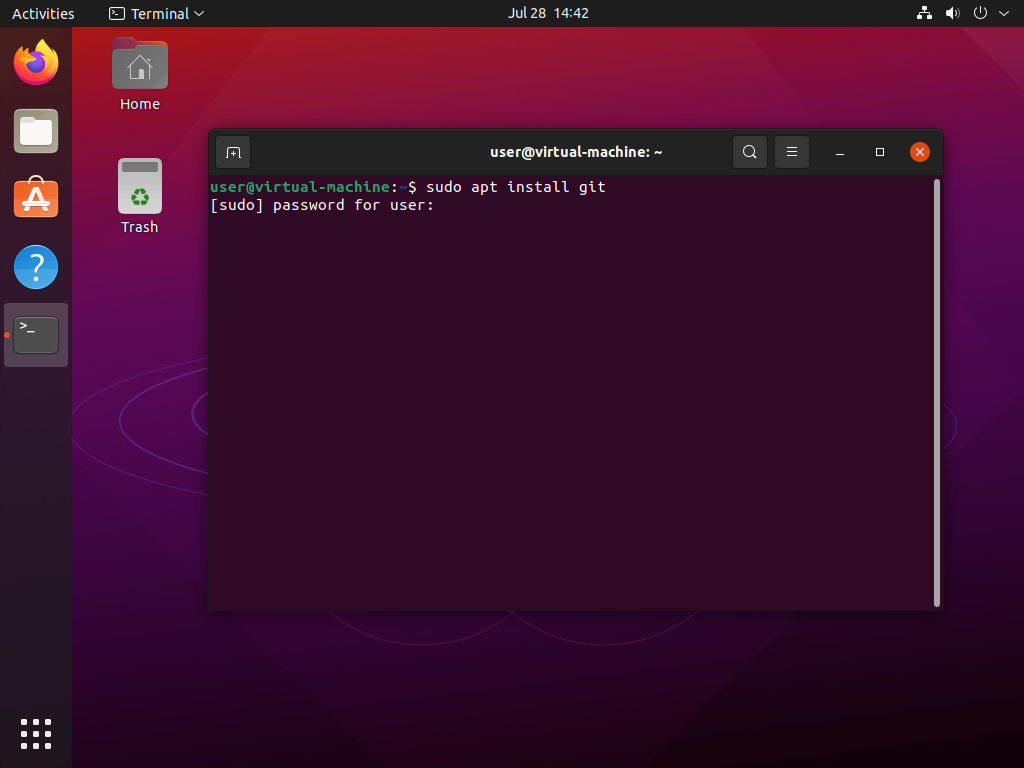 Activities
Terminal
Jul 28 14:42
Home
Trash
user@virtual-machine: ~
user@virtual-machine:~$ sudo apt install git
[sudo] password for user: